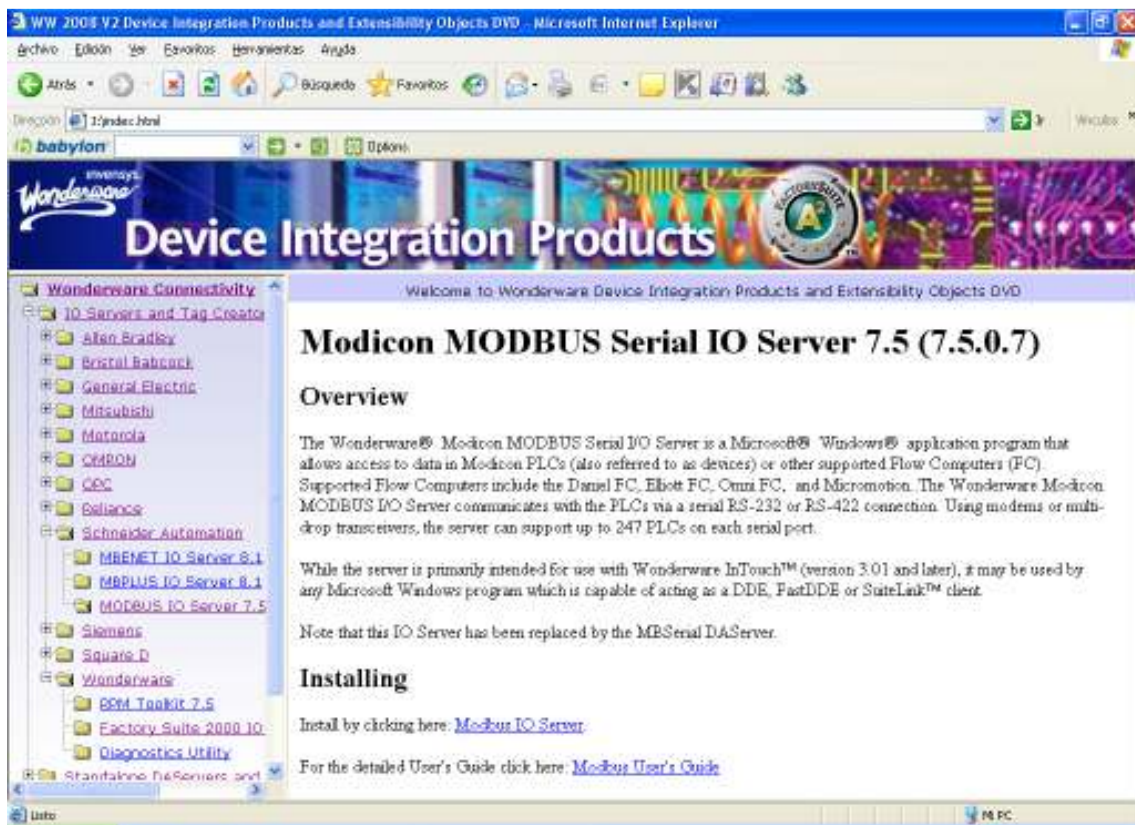 WW 2008 V2 Device Integration Products and Extensibility Objects DVD - Microsoft Internet Explorer
Archivo Edición Ver Favoritos Herramientas Ayuda
Atrás Búsqueda Favoritos
Dirección I:\index.html Ir Vínculos
babylon Options
invensys
Wonderware
Device Integration Products
FactorySuite A²
Wonderware Connectivity
IO Servers and Tag Creator
Allen Bradley
Bristol Babcock
General Electric
Mitsubishi
Motorola
OMRON
OPC
Reliance
Schneider Automation
MBENET IO Server 8.1
MBPLUS IO Server 8.1
MODBUS IO Server 7.5
Siemens
Square D
Wonderware
PPM Toolkit 7.5
Factory Suite 2000 IO
Diagnostics Utility
Standalone DAServers and
Welcome to Wonderware Device Integration Products and Extensibility Objects DVD
Modicon MODBUS Serial IO Server 7.5 (7.5.0.7)
Overview
The Wonderware® Modicon MODBUS Serial I/O Server is a Microsoft® Windows® application program that
allows access to data in Modicon PLCs (also referred to as devices) or other supported Flow Computers (FC).
Supported Flow Computers include the Daniel FC, Elliott FC, Omni FC, and Micromotion. The Wonderware Modicon
MODBUS I/O Server communicates with the PLCs via a serial RS-232 or RS-422 connection. Using modems or multi-
drop transceivers, the server can support up to 247 PLCs on each serial port.
While the server is primarily intended for use with Wonderware InTouch™ (version 3.01 and later), it may be used by
any Microsoft Windows program which is capable of acting as a DDE, FastDDE or SuiteLink™ client.
Note that this IO Server has been replaced by the MBSerial DAServer.
Installing
Install by clicking here: Modbus IO Server.
For the detailed User's Guide click here: Modbus User's Guide
Listo Mi PC